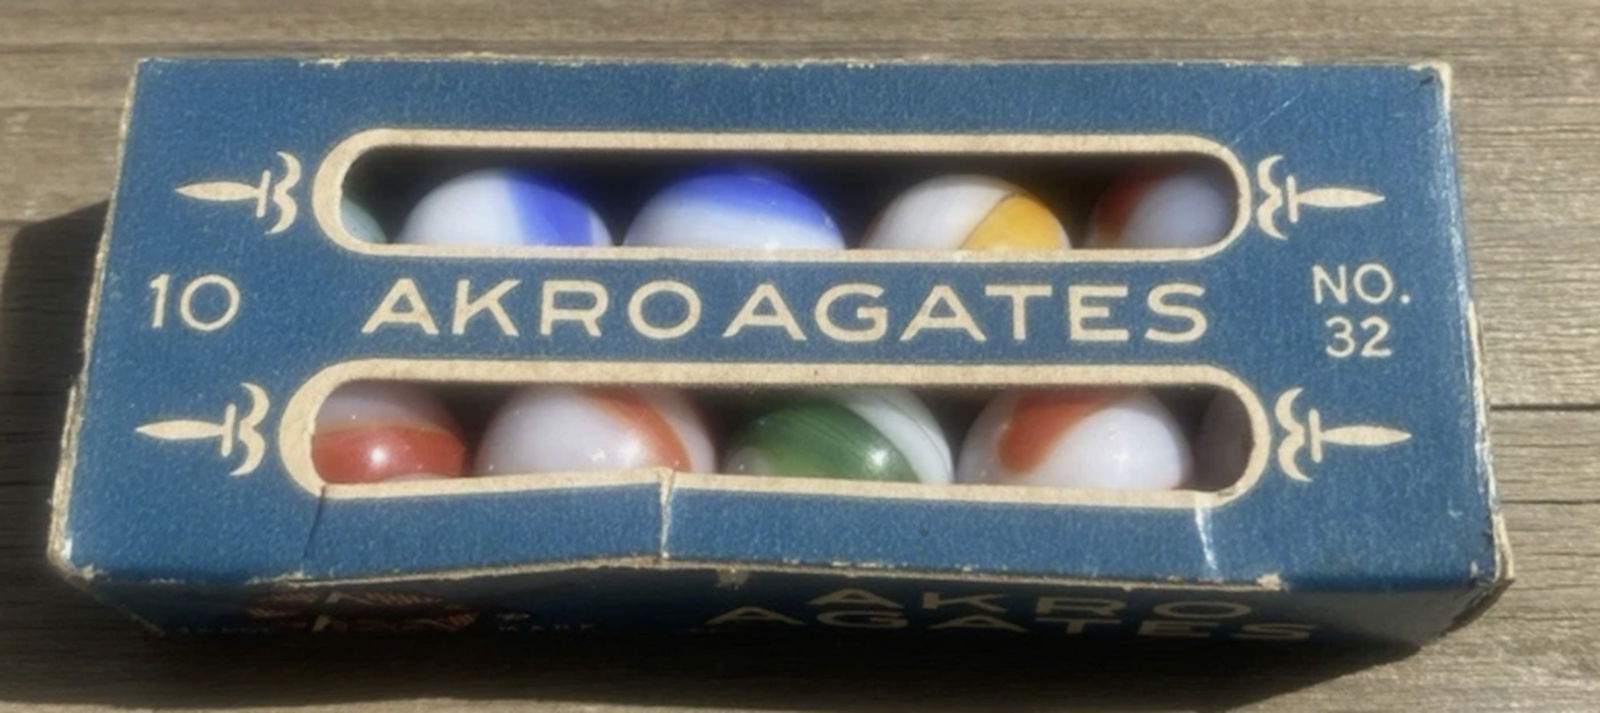 10
AKRO AGATES
NO.
32
AKRO
AGATES